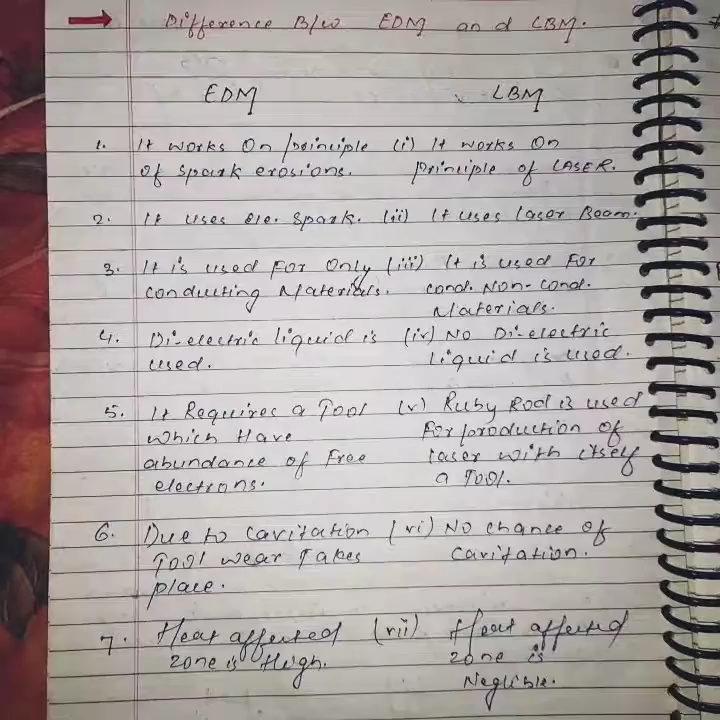 Difference B/w EDM and LBM.
EDM LBM
1. It works On principle (i) It works On
of spark erosions. principle of LASER.
2. It uses ele. spark. (ii) It uses laser Beam.
3. It is used For Only (iii) It is used For
conducting Materials. cond. Non-cond.
Materials.
4. Di-electric liquid is (iv) No Di-electric
used. liquid is used.
5. It Requires a Tool (v) Ruby Rod is used
which Have For production of
abundance of Free laser with itself
electrons. a Tool.
6. Due to cavitation (vi) No chance of
Tool wear Takes cavitation.
place.
7. Heat affected (vii) Heat affected
zone is High. zone is
Neglible.